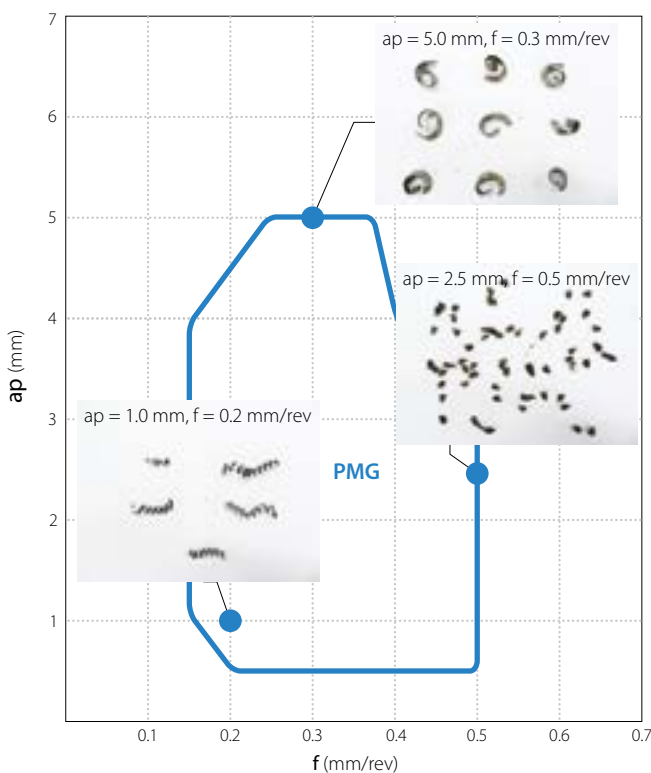 7
6
5
4
3
2
1
ap (mm)
ap = 5.0 mm, f = 0.3 mm/rev
ap = 2.5 mm, f = 0.5 mm/rev
ap = 1.0 mm, f = 0.2 mm/rev
PMG
0.1 0.2 0.3 0.4 0.5 0.6 0.7
f (mm/rev)